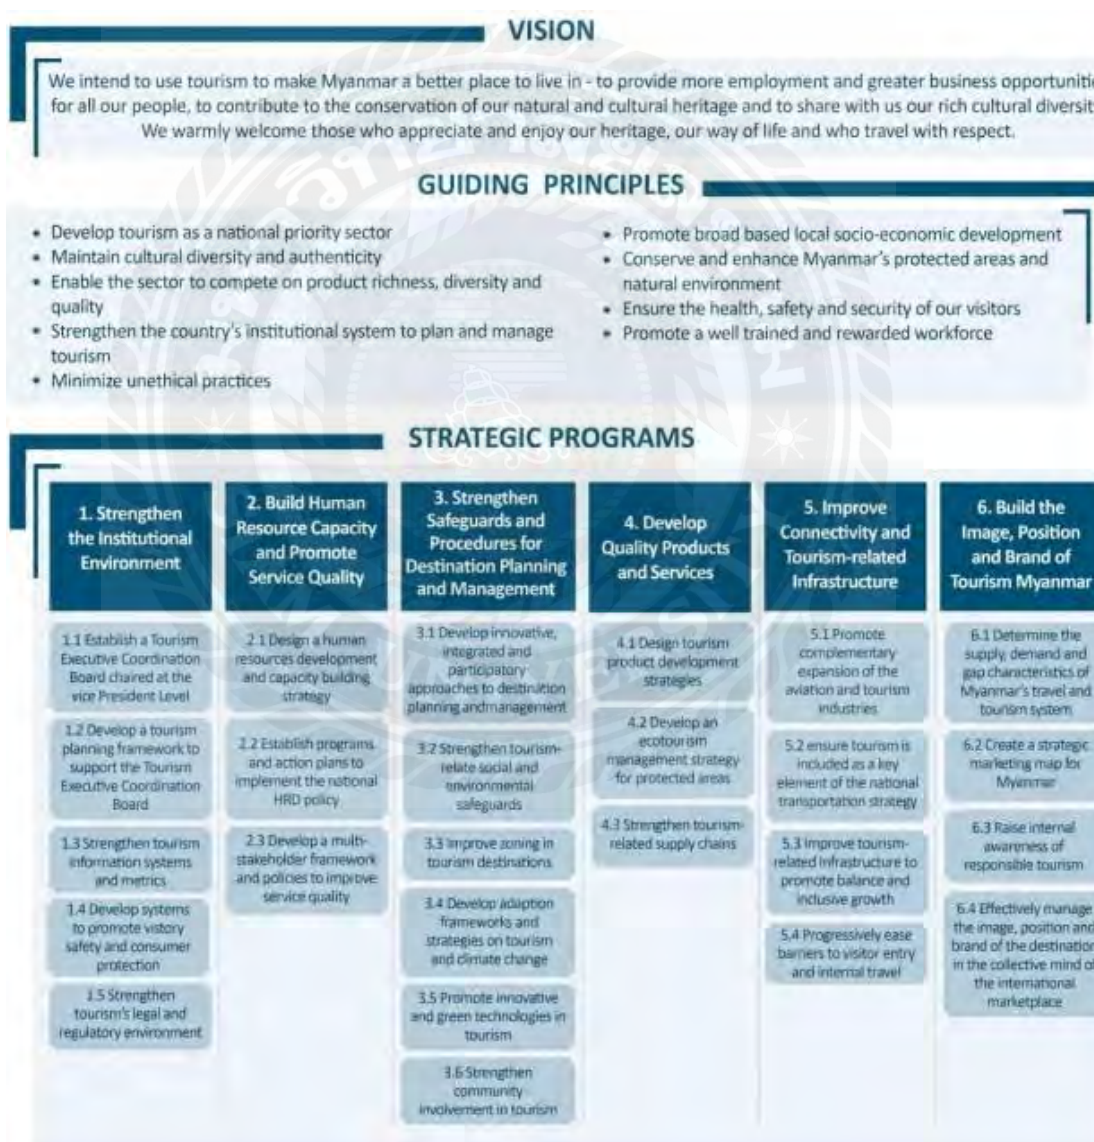 VISION
We intend to use tourism to make Myanmar a better place to live in - to provide more employment and greater business opportunitie
for all our people, to contribute to the conservation of our natural and cultural heritage and to share with us our rich cultural diversit
We warmly welcome those who appreciate and enjoy our heritage, our way of life and who travel with respect.
GUIDING PRINCIPLES
• Develop tourism as a national priority sector
• Maintain cultural diversity and authenticity
• Enable the sector to compete on product richness, diversity and
quality
• Strengthen the country's institutional system to plan and manage
tourism
• Minimize unethical practices
• Promote broad based local socio-economic development
• Conserve and enhance Myanmar's protected areas and
natural environment
• Ensure the health, safety and security of our visitors
• Promote a well trained and rewarded workforce
STRATEGIC PROGRAMS
1. Strengthen
the Institutional
Environment
1.1 Establish a Tourism
Executive Coordination
Board chaired at the
vice President Level
1.2 Develop a tourism
planning framework to
support the Tourism
Executive Coordination
Board
1.3 Strengthen tourism
information systems
and metrics
1.4 Develop systems
to promote vistory
safety and consumer
protection
1.5 Strengthen
tourism's legal and
regulatory environment
2. Build Human
Resource Capacity
and Promote
Service Quality
2.1 Design a human
resources development
and capacity building
strategy
2.2 Establish programs
and action plans to
implement the national
HRD policy
2.3 Develop a multi-
stakeholder framework
and policies to improve
service quality
3. Strengthen
Safeguards and
Procedures for
Destination Planning
and Management
3.1 Develop innovative,
integrated and
participatory
approaches to destination
planning andmanagement
3.2 Strengthen tourism-
relate social and
environmental
safeguards
3.3 Improve zoning in
tourism destinations
3.4 Develop adaption
frameworks and
strategies on tourism
and climate change
3.5 Promote innovative
and green technologies in
tourism
3.6 Strengthen
community
involvement in tourism
4. Develop
Quality Products
and Services
4.1 Design tourism
product development
strategies
4.2 Develop an
ecotourism
management strategy
for protected areas
4.3 Strengthen tourism-
related supply chains
5. Improve
Connectivity and
Tourism-related
Infrastructure
5.1 Promote
complementary
expansion of the
aviation and tourism
industries
5.2 ensure tourism is
included as a key
element of the national
transportation strategy
5.3 Improve tourism-
related infrastructure to
promote balance and
inclusive growth
5.4 Progressively ease
barriers to visitor entry
and internal travel
6. Build the
Image, Position
and Brand of
Tourism Myanmar
6.1 Determine the
supply, demand and
gap characteristics of
Myanmar's travel and
tourism system
6.2 Create a strategic
marketing map for
Myanmar
6.3 Raise internal
awareness of
responsible tourism
6.4 Effectively manage
the image, position and
brand of the destination
in the collective mind of
the international
marketplace